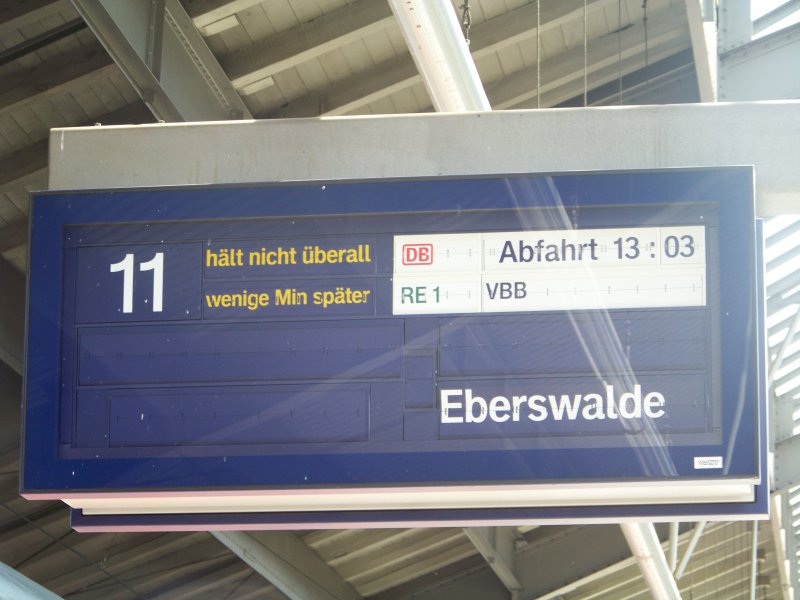 11 hält nicht überall DB Abfahrt 13:03
wenige Min später RE 1 VBB
Eberswalde